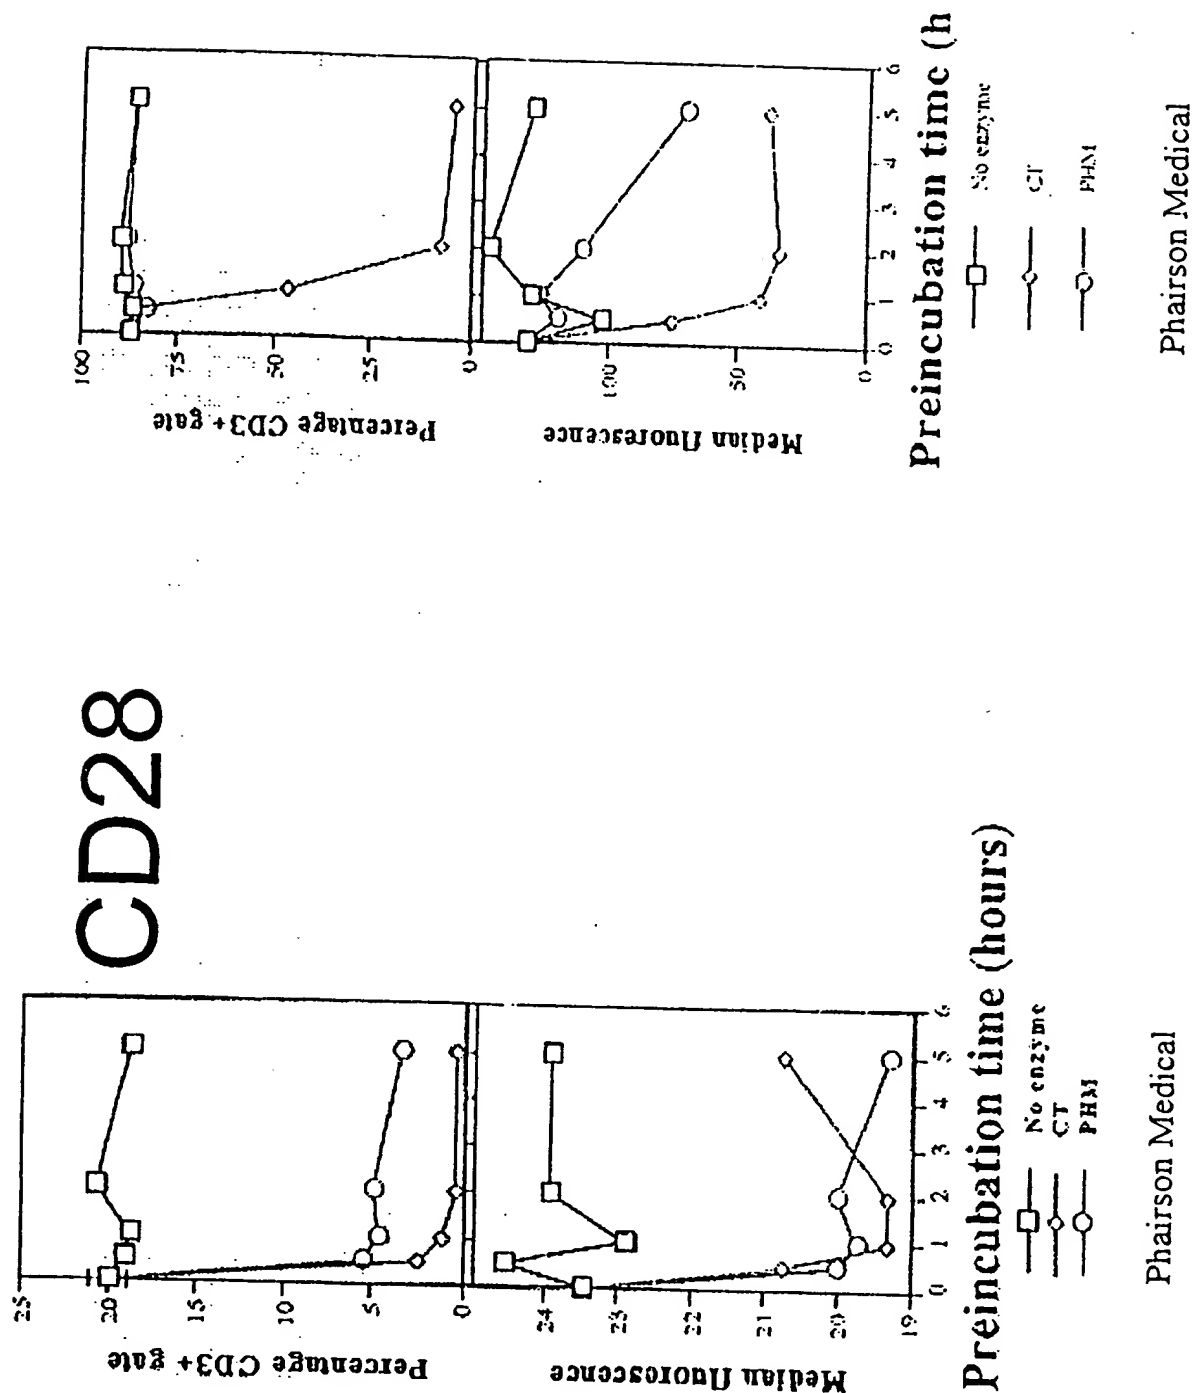 CD28
25
20
15
10
5
0
Percentage CD3+ gate
24
23
22
21
20
19
Median fluorescence
0 1 2 3 4 5 6
Preincubation time (hours)
No enzyme
CT
PHM
Phairson Medical
100
75
50
25
0
Percentage CD3+ gate
100
50
0
Median fluorescence
0 1 2 3 4 5 6
Preincubation time (h
No enzyme
CT
PHM
Phairson Medical